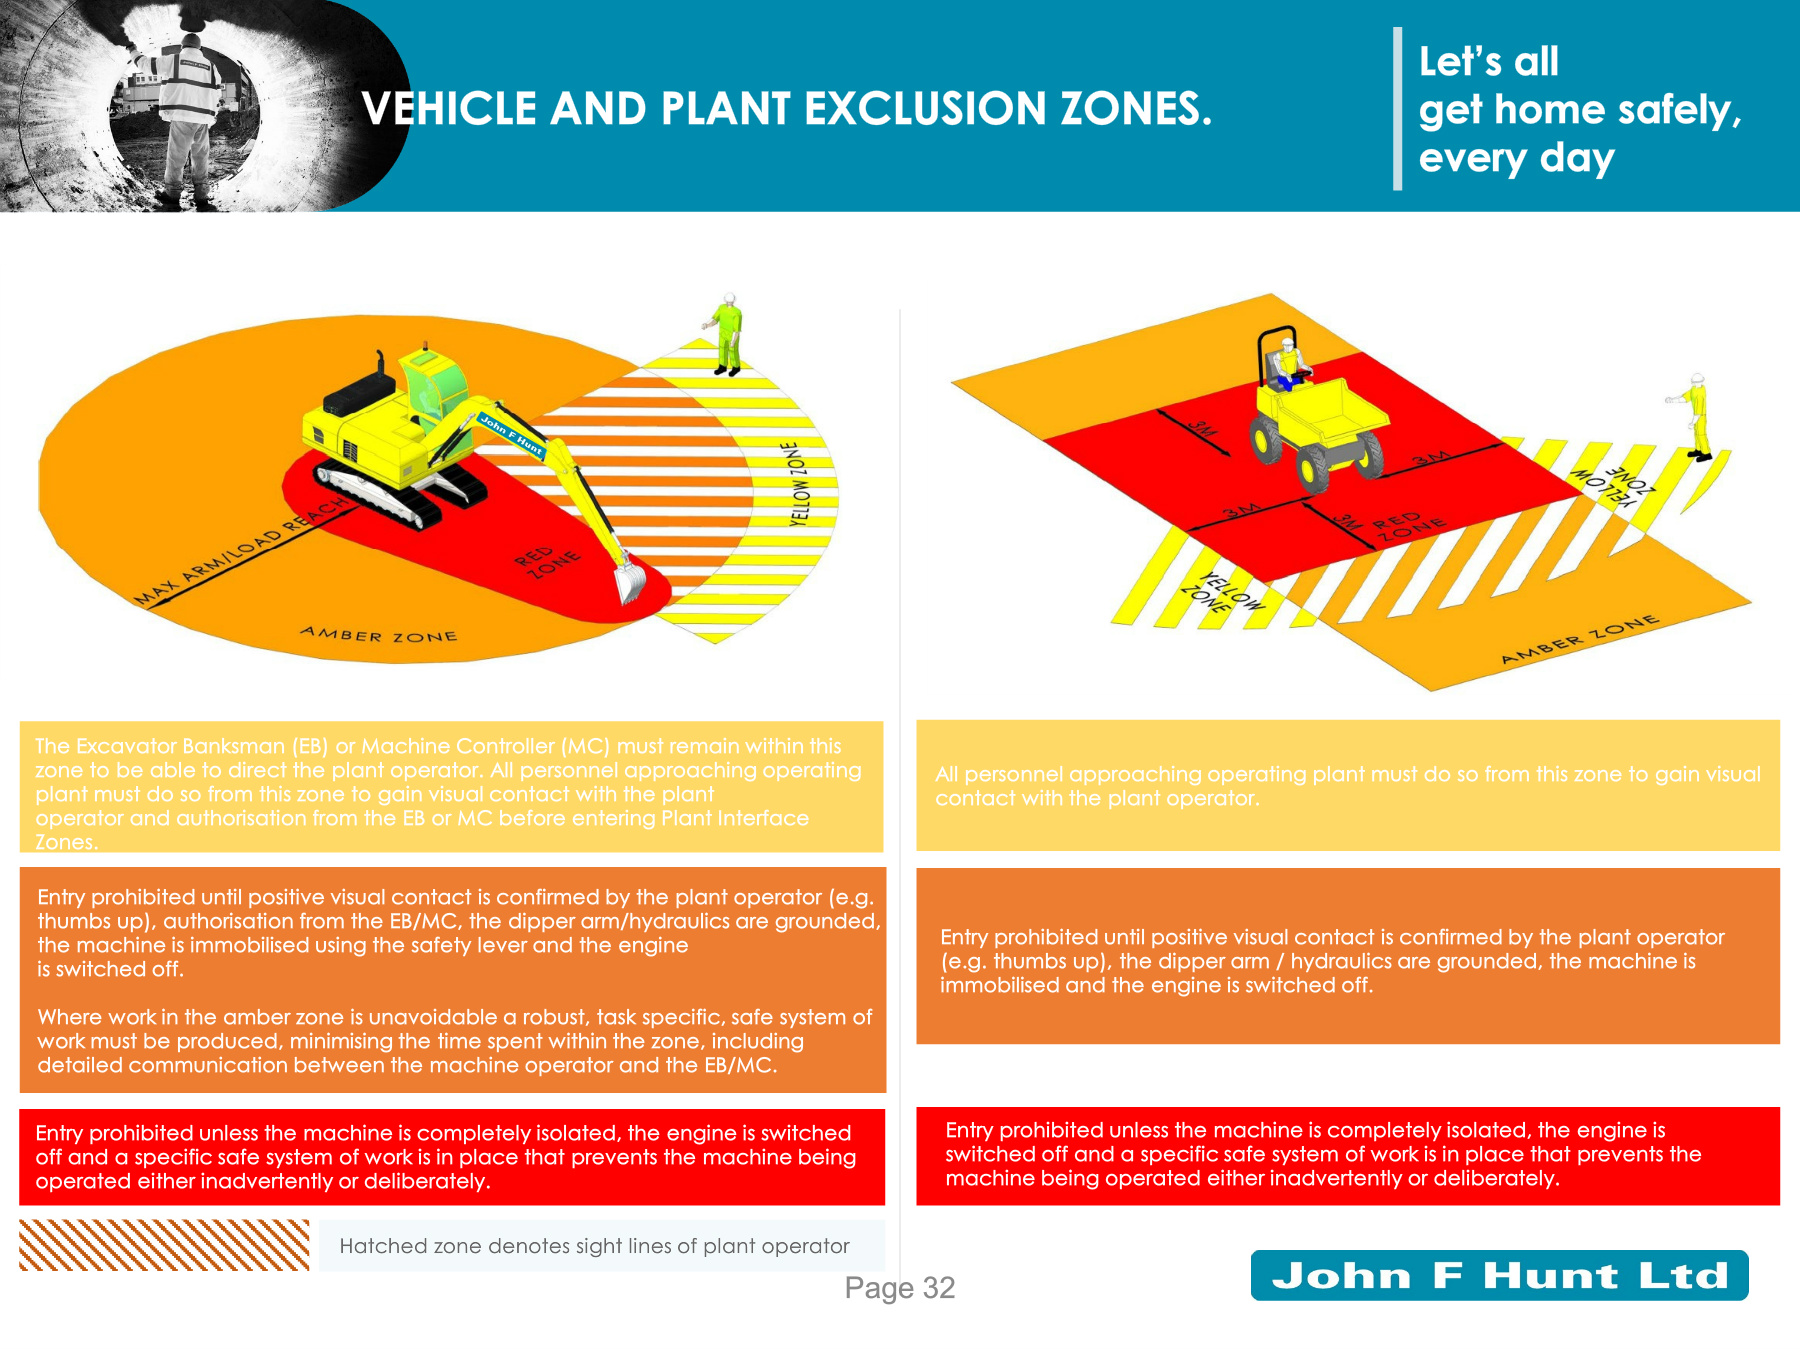 VEHICLE AND PLANT EXCLUSION ZONES.
Let's all
get home safely,
every day
John F Hunt
MAX ARM/LOAD REACH
RED
ZONE
AMBER ZONE
YELLOW ZONE
3M
3M
3M
3M
RED
ZONE
YELLOW
ZONE
YELLOW
ZONE
AMBER ZONE
The Excavator Banksman (EB) or Machine Controller (MC) must remain within this
zone to be able to direct the plant operator. All personnel approaching operating
plant must do so from this zone to gain visual contact with the plant
operator and authorisation from the EB or MC before entering Plant Interface
Zones.
Entry prohibited until positive visual contact is confirmed by the plant operator (e.g.
thumbs up), authorisation from the EB/MC, the dipper arm/hydraulics are grounded,
the machine is immobilised using the safety lever and the engine
is switched off.
Where work in the amber zone is unavoidable a robust, task specific, safe system of
work must be produced, minimising the time spent within the zone, including
detailed communication between the machine operator and the EB/MC.
Entry prohibited unless the machine is completely isolated, the engine is switched
off and a specific safe system of work is in place that prevents the machine being
operated either inadvertently or deliberately.
Hatched zone denotes sight lines of plant operator
All personnel approaching operating plant must do so from this zone to gain visual
contact with the plant operator.
Entry prohibited until positive visual contact is confirmed by the plant operator
(e.g. thumbs up), the dipper arm / hydraulics are grounded, the machine is
immobilised and the engine is switched off.
Entry prohibited unless the machine is completely isolated, the engine is
switched off and a specific safe system of work is in place that prevents the
machine being operated either inadvertently or deliberately.
Page 32
John F Hunt Ltd